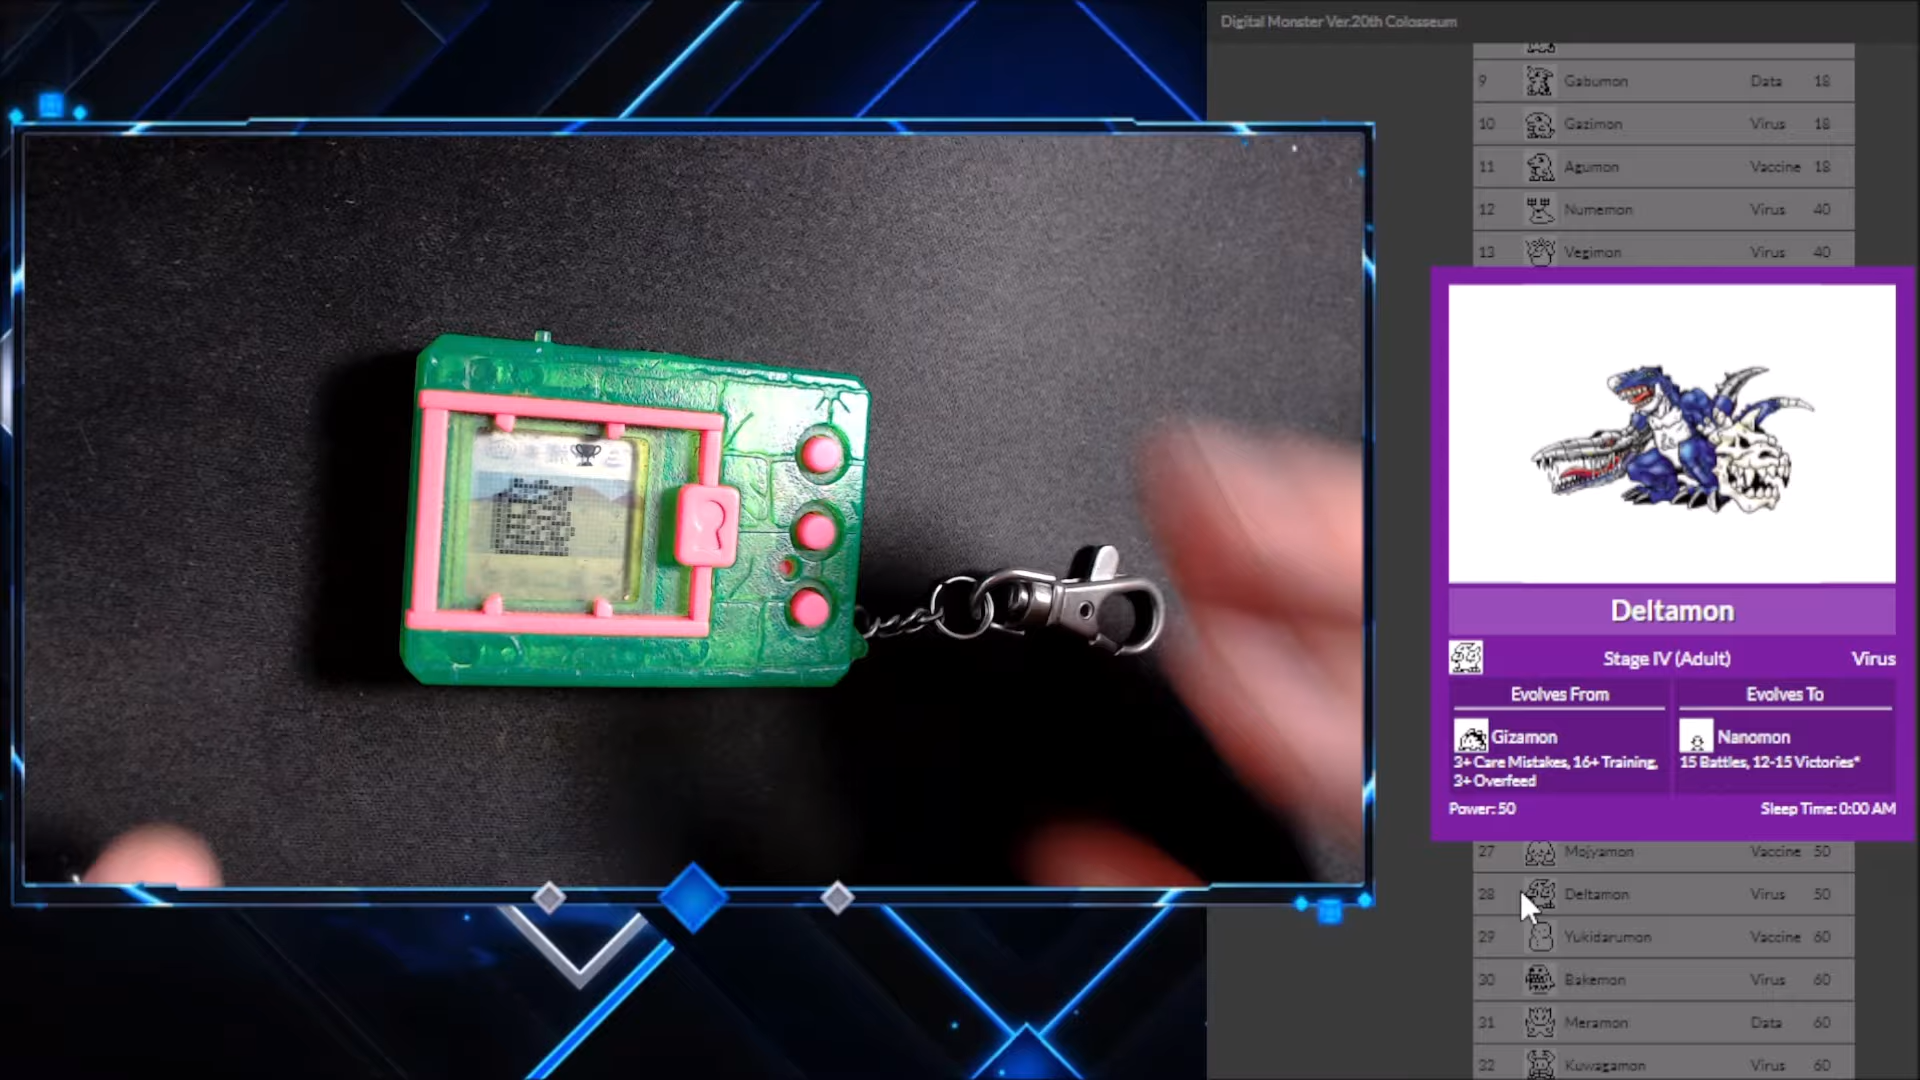 Digital Monster Ver.20th Colosseum
9 Gabumon Data 18
10 Gazimon Virus 18
11 Agumon Vaccine 18
12 Numemon Virus 40
13 Vegimon Virus 40
Deltamon
Stage IV (Adult) Virus
Evolves From Evolves To
Gizamon Nanomon
3+ Care Mistakes, 16+ Training, 15 Battles, 12-15 Victories*
3+ Overfeed
Power: 50 Sleep Time: 0:00 AM
27 Mojyamon Vaccine 50
28 Deltamon Virus 50
29 Yukidarumon Vaccine 60
30 Bakemon Virus 60
31 Meramon Data 60
32 Kuwagamon Virus 60